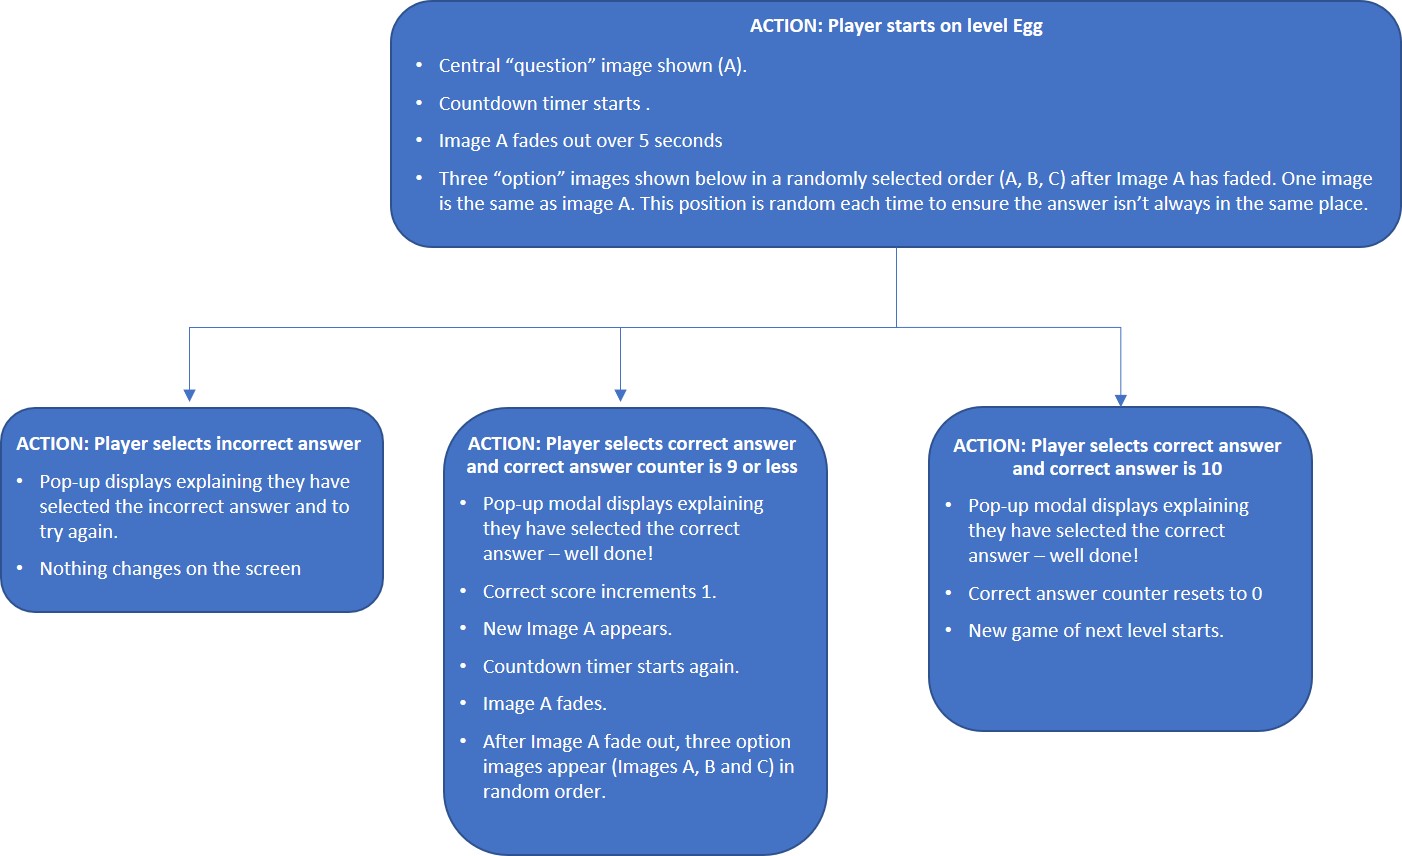 ACTION: Player starts on level Egg
• Central “question” image shown (A).
• Countdown timer starts .
• Image A fades out over 5 seconds
• Three “option” images shown below in a randomly selected order (A, B, C) after Image A has faded. One image
is the same as image A. This position is random each time to ensure the answer isn’t always in the same place.
ACTION: Player selects incorrect answer
• Pop-up displays explaining they have
selected the incorrect answer and to
try again.
• Nothing changes on the screen
ACTION: Player selects correct answer
and correct answer counter is 9 or less
• Pop-up modal displays explaining
they have selected the correct
answer – well done!
• Correct score increments 1.
• New Image A appears.
• Countdown timer starts again.
• Image A fades.
• After Image A fade out, three option
images appear (Images A, B and C) in
random order.
ACTION: Player selects correct answer
and correct answer is 10
• Pop-up modal displays explaining
they have selected the correct
answer – well done!
• Correct answer counter resets to 0
• New game of next level starts.